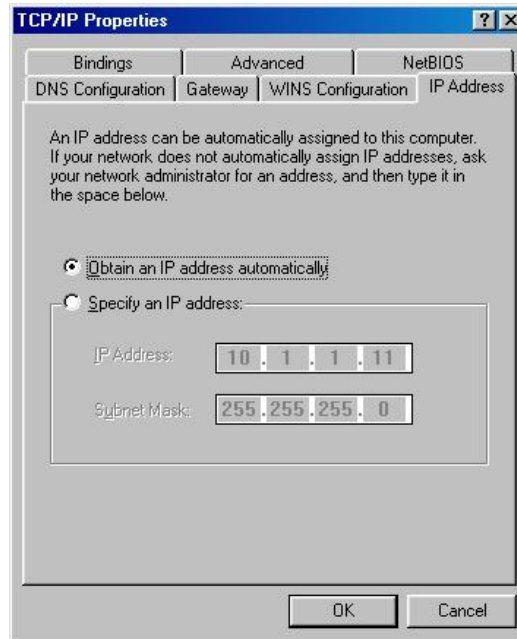 TCP/IP Properties
? X
Bindings Advanced NetBIOS
DNS Configuration Gateway WINS Configuration IP Address
An IP address can be automatically assigned to this computer.
If your network does not automatically assign IP addresses, ask
your network administrator for an address, and then type it in
the space below.
Obtain an IP address automatically
Specify an IP address:
IP Address: 10 . 1 . 1 . 11
Subnet Mask: 255 . 255 . 255 . 0
OK Cancel